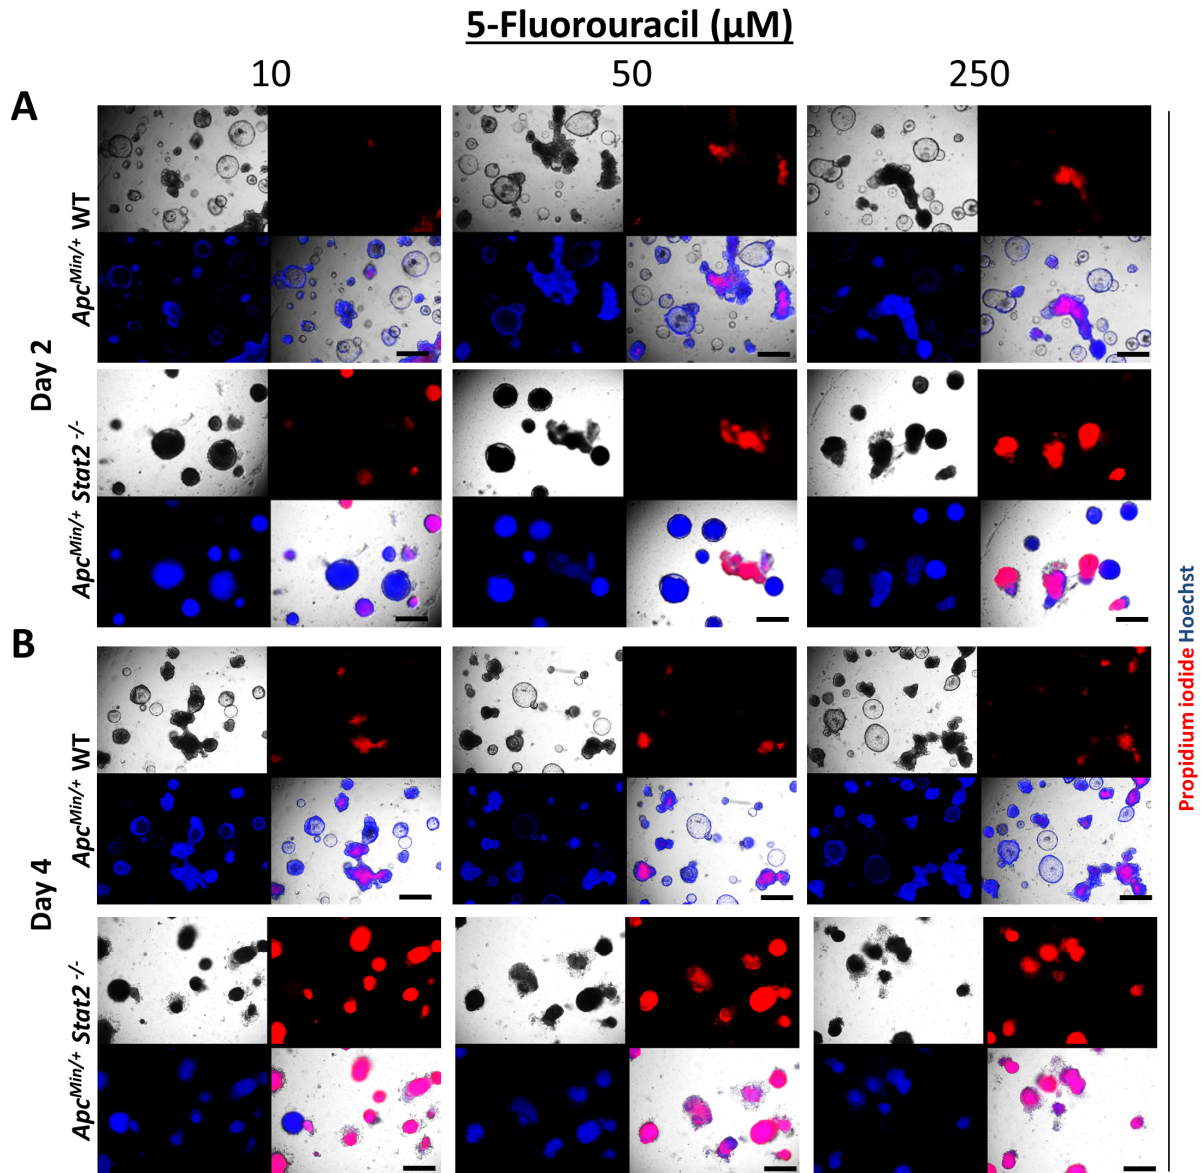 5-Fluorouracil (µM)
10 50 250
A
Day 2
Apc^Min/+ WT
Apc^Min/+ Stat2 -/-
B
Day 4
Apc^Min/+ WT
Apc^Min/+ Stat2 -/-
Propidium iodide Hoechst